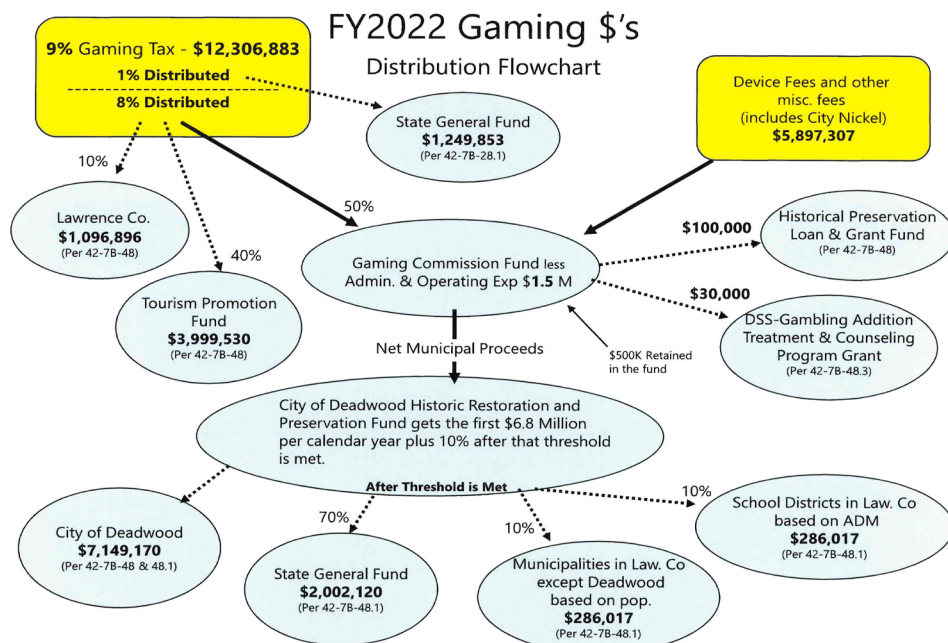 FY2022 Gaming $'s
Distribution Flowchart
9% Gaming Tax - $12,306,883
1% Distributed
8% Distributed
Device Fees and other
misc. fees
(includes City Nickel)
$5,897,307
State General Fund
$1,249,853
(Per 42-7B-28.1)
10%
50%
40%
Lawrence Co.
$1,096,896
(Per 42-7B-48)
Tourism Promotion
Fund
$3,999,530
(Per 42-7B-48)
Gaming Commission Fund less
Admin. & Operating Exp $1.5 M
$100,000
Historical Preservation
Loan & Grant Fund
(Per 42-7B-48)
$30,000
DSS-Gambling Addition
Treatment & Counseling
Program Grant
(Per 42-7B-48.3)
$500K Retained
in the fund
Net Municipal Proceeds
City of Deadwood Historic Restoration and
Preservation Fund gets the first $6.8 Million
per calendar year plus 10% after that threshold
is met.
After Threshold is Met
City of Deadwood
$7,149,170
(Per 42-7B-48 & 48.1)
70%
State General Fund
$2,002,120
(Per 42-7B-48.1)
10%
Municipalities in Law. Co
except Deadwood
based on pop.
$286,017
(Per 42-7B-48.1)
10%
School Districts in Law. Co
based on ADM
$286,017
(Per 42-7B-48.1)